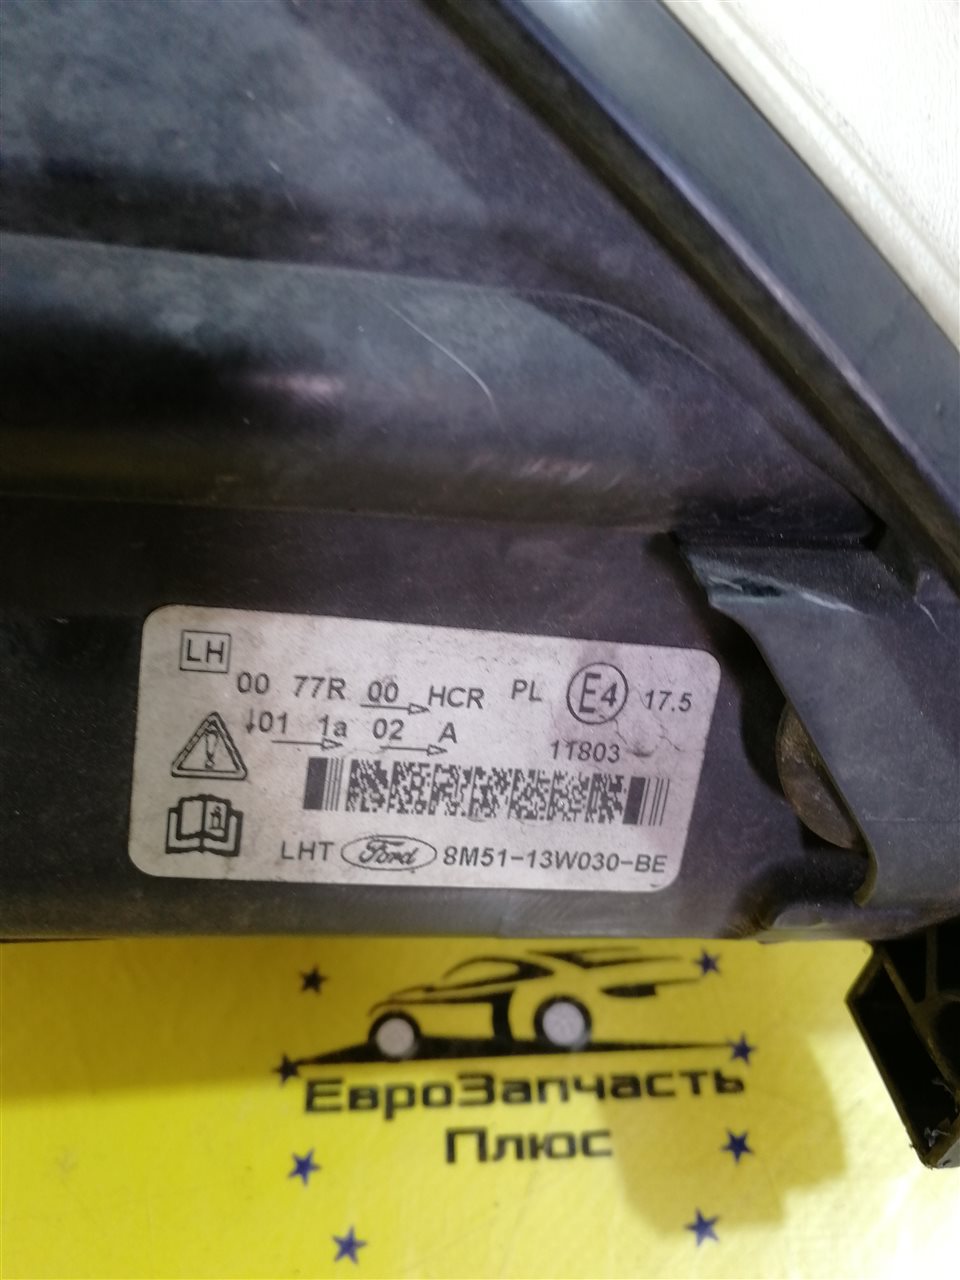 LH
00 77R 00 HCR PL E4 17.5
↓01 1a 02 A
11803
LHT Ford 8M51-13W030-BE
ЕвроЗапчасть
Плюс